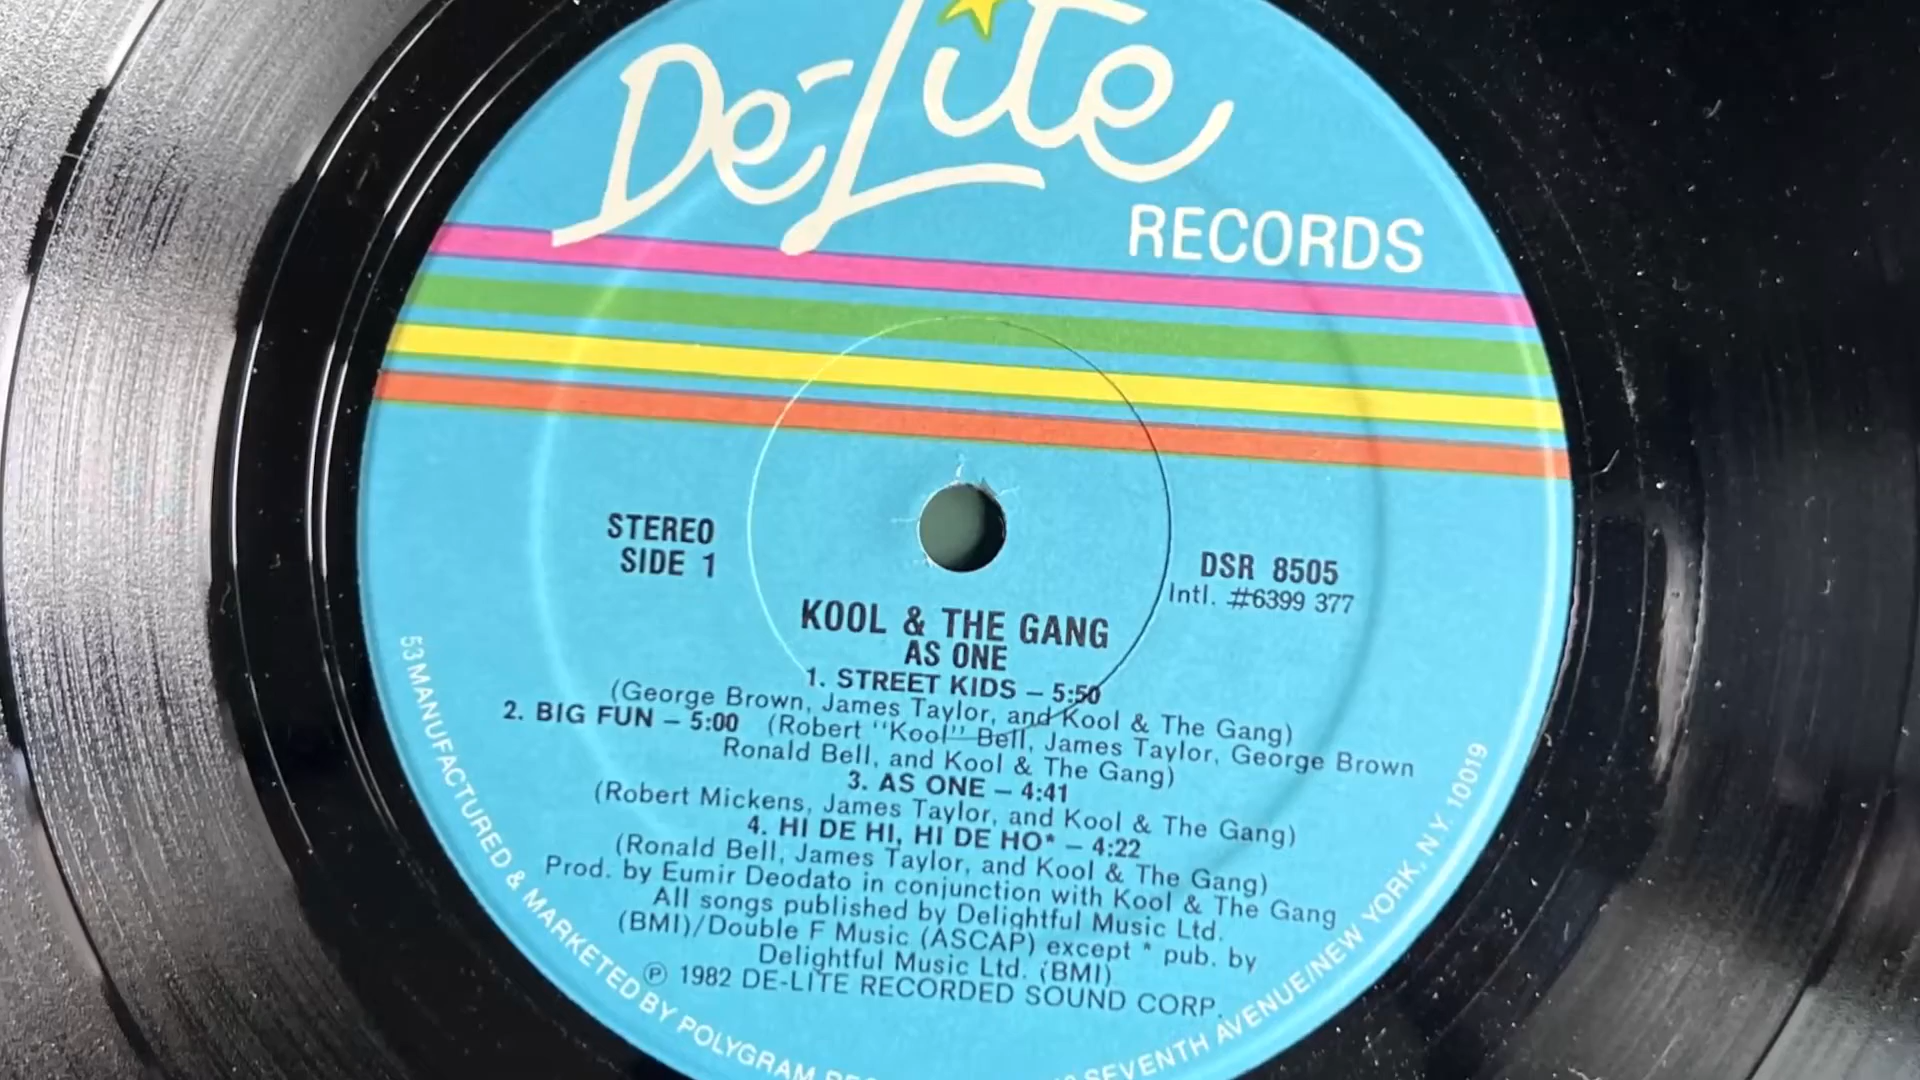 De-Lite
RECORDS
STEREO
SIDE 1
DSR 8505
Intl. #6399 377
KOOL & THE GANG
AS ONE
1. STREET KIDS – 5:50
(George Brown, James Taylor, and Kool & The Gang)
2. BIG FUN – 5:00 (Robert "Kool" Bell, James Taylor, George Brown
Ronald Bell, and Kool & The Gang)
3. AS ONE – 4:41
(Robert Mickens, James Taylor, and Kool & The Gang)
4. HI DE HI, HI DE HO* – 4:22
(Ronald Bell, James Taylor, and Kool & The Gang)
Prod. by Eumir Deodato in conjunction with Kool & The Gang
All songs published by Delightful Music Ltd.
(BMI)/Double F Music (ASCAP) except * pub. by
Delightful Music Ltd. (BMI)
℗ 1982 DE-LITE RECORDED SOUND CORP.
53 MANUFACTURED & MARKETED BY POLYGRAM SEVENTH AVENUE/NEW YORK, N.Y. 10019